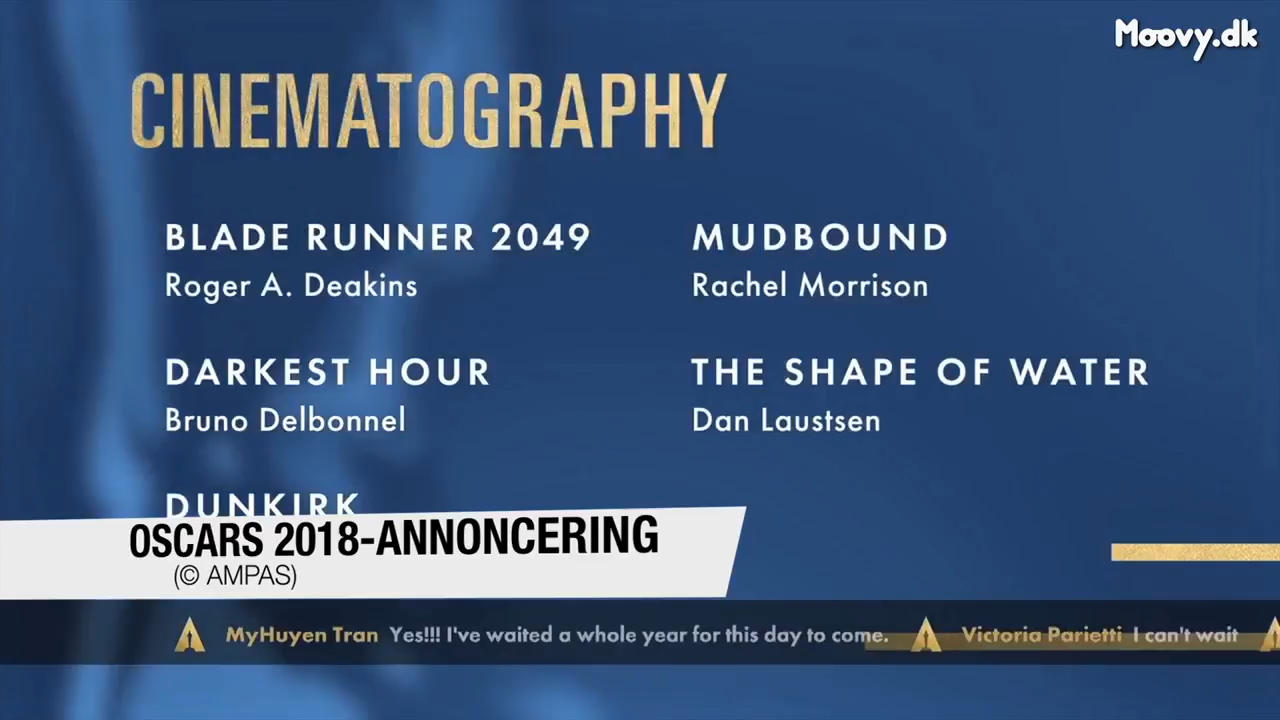 Moovy.dk
CINEMATOGRAPHY
BLADE RUNNER 2049
Roger A. Deakins
DARKEST HOUR
Bruno Delbonnel
DUNKIRK
MUDBOUND
Rachel Morrison
THE SHAPE OF WATER
Dan Laustsen
OSCARS 2018-ANNONCERING
(© AMPAS)
MyHuyen Tran Yes!!! I've waited a whole year for this day to come. Victoria Parietti I can't wait